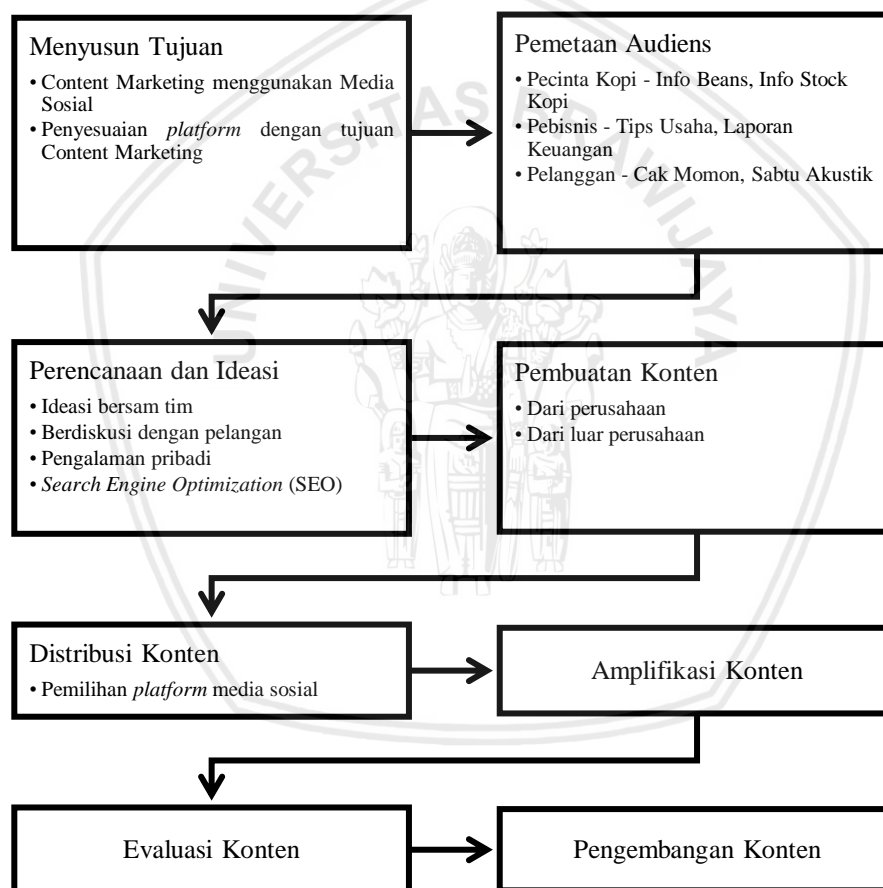 Menyusun Tujuan
• Content Marketing menggunakan Media
Sosial
• Penyesuaian platform dengan tujuan
Content Marketing
Pemetaan Audiens
• Pecinta Kopi - Info Beans, Info Stock
Kopi
• Pebisnis - Tips Usaha, Laporan
Keuangan
• Pelanggan - Cak Momon, Sabtu Akustik
Perencanaan dan Ideasi
• Ideasi bersam tim
• Berdiskusi dengan pelangan
• Pengalaman pribadi
• Search Engine Optimization (SEO)
Pembuatan Konten
• Dari perusahaan
• Dari luar perusahaan
Distribusi Konten
• Pemilihan platform media sosial
Amplifikasi Konten
Evaluasi Konten
Pengembangan Konten
UNIVERSITAS BRAWIJAYA